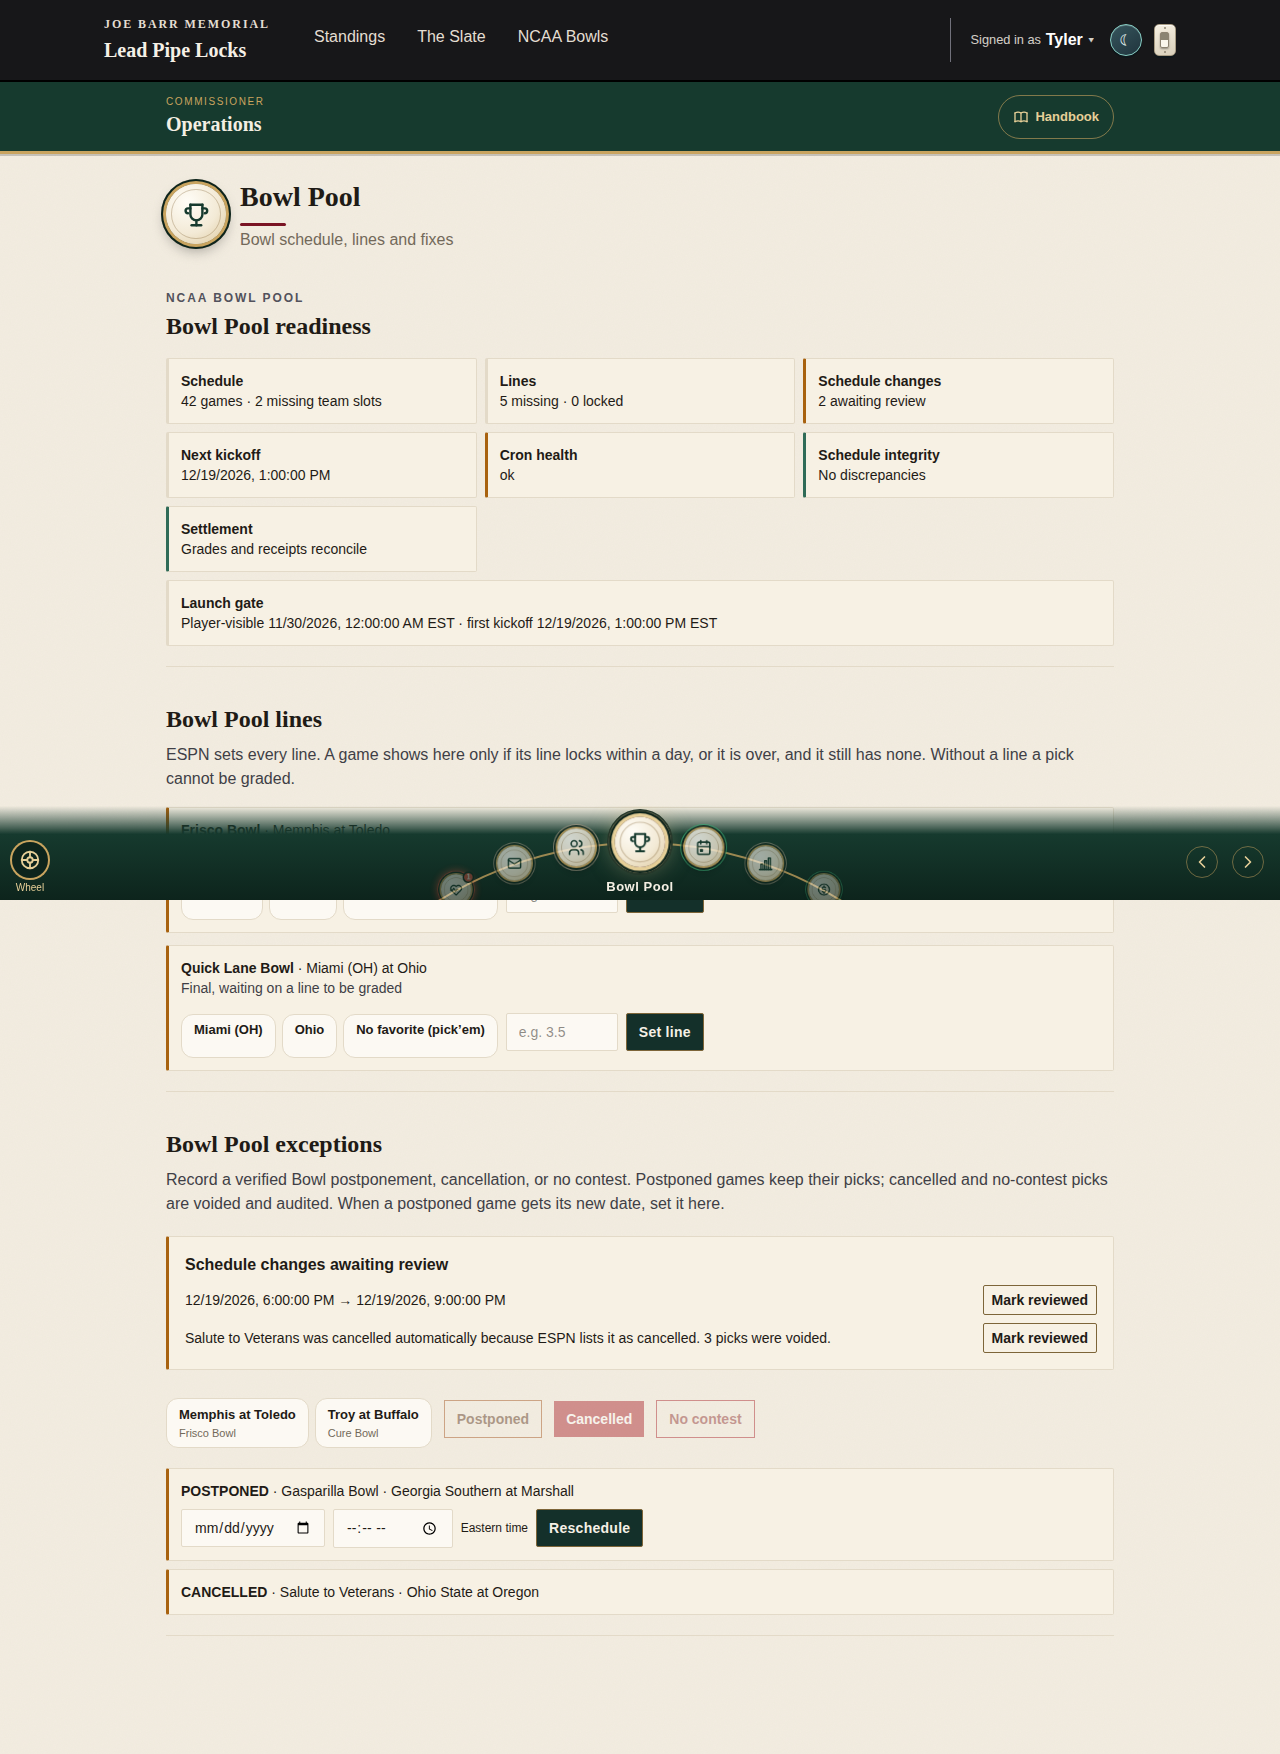 JOE BARR MEMORIAL
Lead Pipe Locks
Standings
The Slate
NCAA Bowls
Signed in as Tyler
COMMISSIONER
Operations
Handbook
Bowl Pool
Bowl schedule, lines and fixes
NCAA BOWL POOL
Bowl Pool readiness
Schedule
42 games · 2 missing team slots
Lines
5 missing · 0 locked
Schedule changes
2 awaiting review
Next kickoff
12/19/2026, 1:00:00 PM
Cron health
ok
Schedule integrity
No discrepancies
Settlement
Grades and receipts reconcile
Launch gate
Player-visible 11/30/2026, 12:00:00 AM EST · first kickoff 12/19/2026, 1:00:00 PM EST
Bowl Pool lines
ESPN sets every line. A game shows here only if its line locks within a day, or it is over, and it still has none. Without a line a pick
cannot be graded.
Frisco Bowl · Memphis at Toledo
Wheel
Bowl Pool
Quick Lane Bowl · Miami (OH) at Ohio
Final, waiting on a line to be graded
Miami (OH)
Ohio
No favorite (pick’em)
e.g. 3.5
Set line
Bowl Pool exceptions
Record a verified Bowl postponement, cancellation, or no contest. Postponed games keep their picks; cancelled and no-contest picks
are voided and audited. When a postponed game gets its new date, set it here.
Schedule changes awaiting review
12/19/2026, 6:00:00 PM → 12/19/2026, 9:00:00 PM
Mark reviewed
Salute to Veterans was cancelled automatically because ESPN lists it as cancelled. 3 picks were voided.
Mark reviewed
Memphis at Toledo
Frisco Bowl
Troy at Buffalo
Cure Bowl
Postponed
Cancelled
No contest
POSTPONED · Gasparilla Bowl · Georgia Southern at Marshall
mm/dd/yyyy
--:-- --
Eastern time
Reschedule
CANCELLED · Salute to Veterans · Ohio State at Oregon